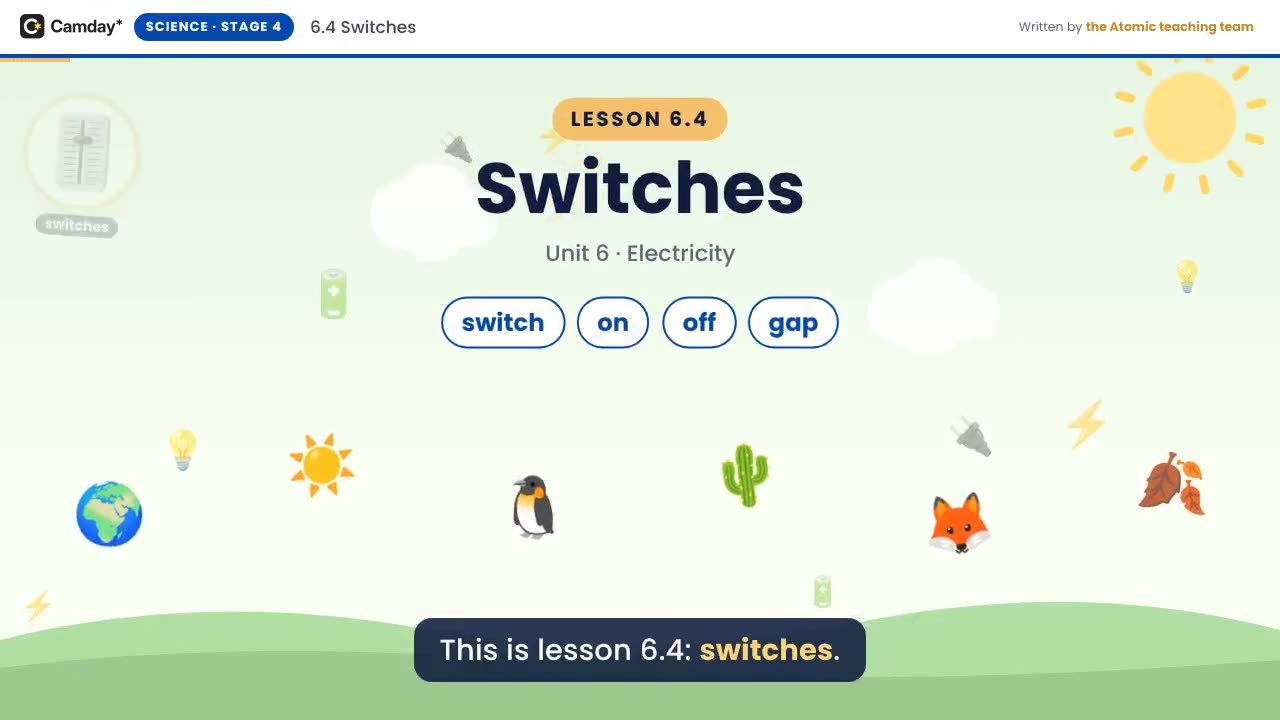 Camday*
SCIENCE · STAGE 4
6.4 Switches
Written by the Atomic teaching team
LESSON 6.4
Switches
switches
Unit 6 · Electricity
switch
on
off
gap
This is lesson 6.4: switches.